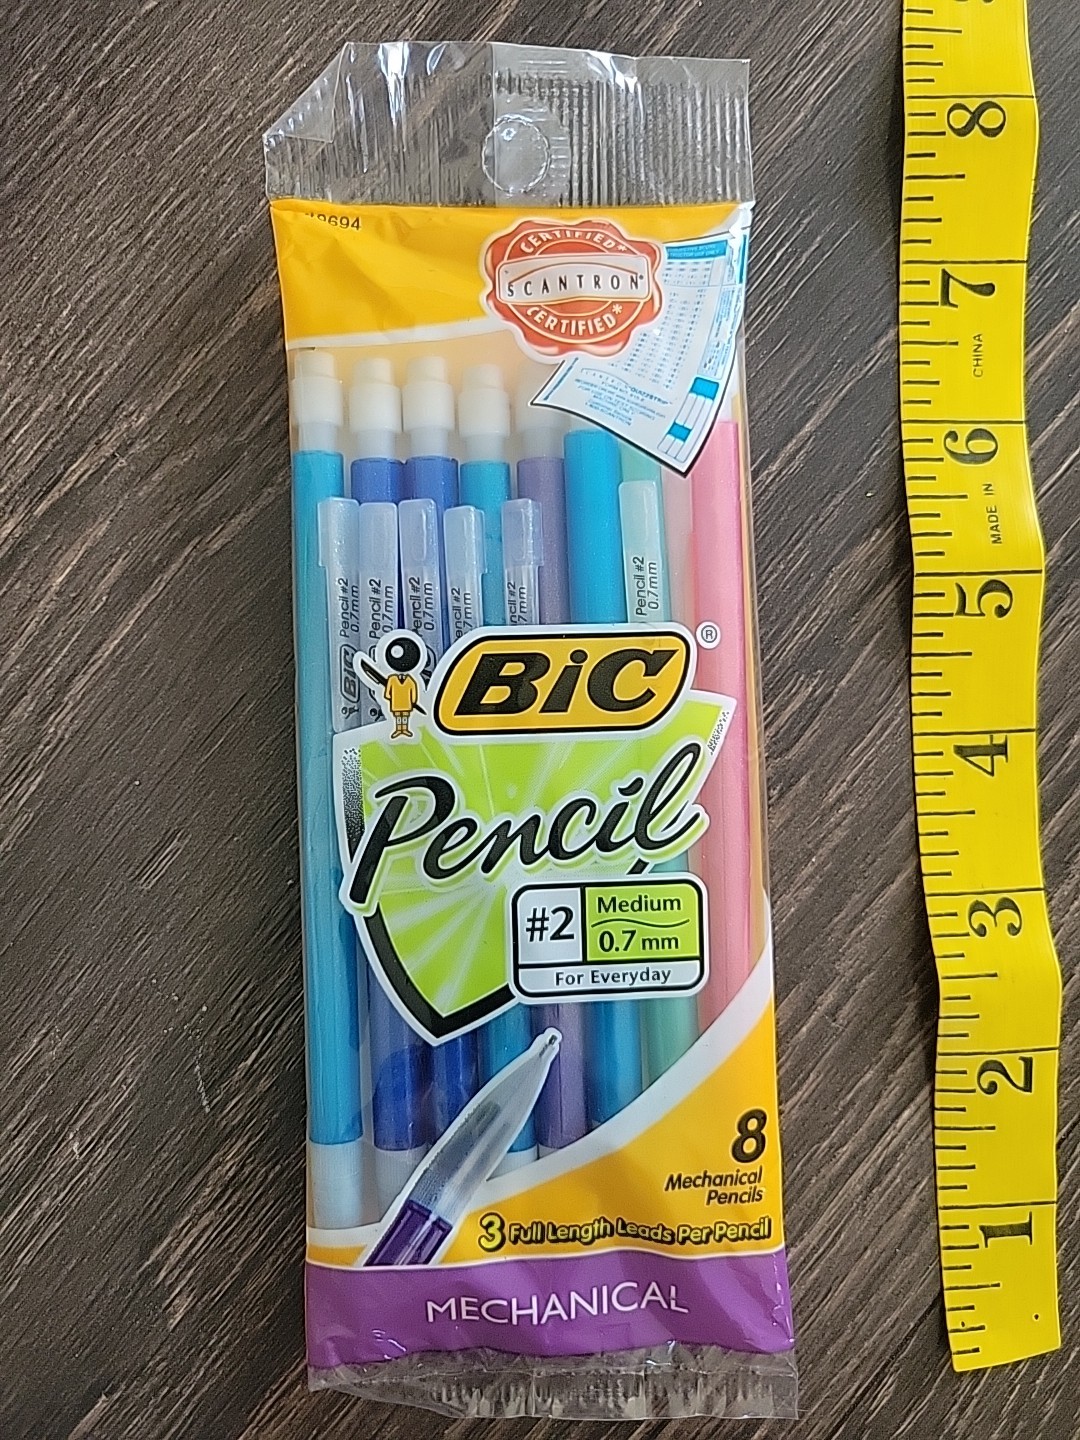 CERTIFIED*
SCANTRON®
CERTIFIED*
Pencil #2
0.7mm
Pencil #2
0.7mm
Pencil #2
0.7mm
Pencil #2
0.7mm
BiC
BiC ®
Pencil
#2
Medium
0.7 mm
For Everyday
8
Mechanical
Pencils
3 Full Length Leads Per Pencil
MECHANICAL
8
7
CHINA
6
MADE IN
5
4
3
2
1